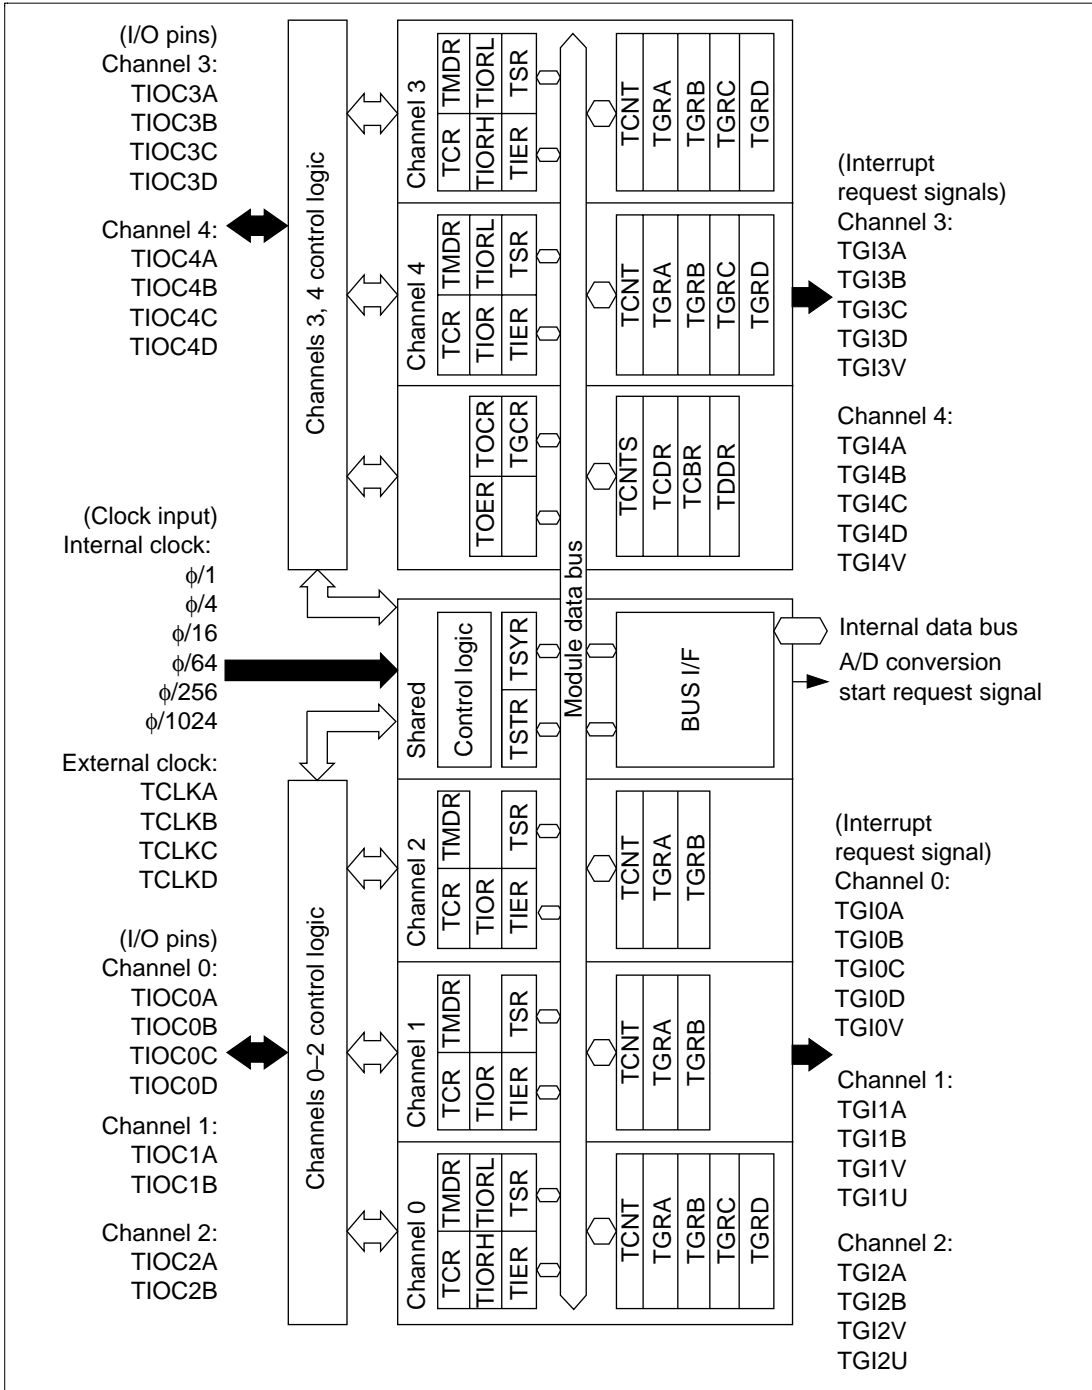 (I/O pins)
Channel 3:
TIOC3A
TIOC3B
TIOC3C
TIOC3D
Channel 4:
TIOC4A
TIOC4B
TIOC4C
TIOC4D
(Clock input)
Internal clock:
ϕ/1
ϕ/4
ϕ/16
ϕ/64
ϕ/256
ϕ/1024
External clock:
TCLKA
TCLKB
TCLKC
TCLKD
(I/O pins)
Channel 0:
TIOC0A
TIOC0B
TIOC0C
TIOC0D
Channel 1:
TIOC1A
TIOC1B
Channel 2:
TIOC2A
TIOC2B
Channels 3, 4 control logic
Channels 0–2 control logic
Channel 3
TCR TMDR
TIORH TIORL
TIER TSR
TCNT
TGRA
TGRB
TGRC
TGRD
Channel 4
TCR TMDR
TIOR TIORL
TIER TSR
TCNT
TGRA
TGRB
TGRC
TGRD
TOER TOCR
TGCR
TCNTS
TCDR
TCBR
TDDR
Module data bus
Shared
Control logic
TSTR TSYR
BUS I/F
Channel 2
TCR TMDR
TIOR
TIER TSR
TCNT
TGRA
TGRB
Channel 1
TCR TMDR
TIOR
TIER TSR
TCNT
TGRA
TGRB
Channel 0
TCR TMDR
TIORH TIORL
TIER TSR
TCNT
TGRA
TGRB
TGRC
TGRD
(Interrupt
request signals)
Channel 3:
TGI3A
TGI3B
TGI3C
TGI3D
TGI3V
Channel 4:
TGI4A
TGI4B
TGI4C
TGI4D
TGI4V
Internal data bus
A/D conversion
start request signal
(Interrupt
request signal)
Channel 0:
TGI0A
TGI0B
TGI0C
TGI0D
TGI0V
Channel 1:
TGI1A
TGI1B
TGI1V
TGI1U
Channel 2:
TGI2A
TGI2B
TGI2V
TGI2U